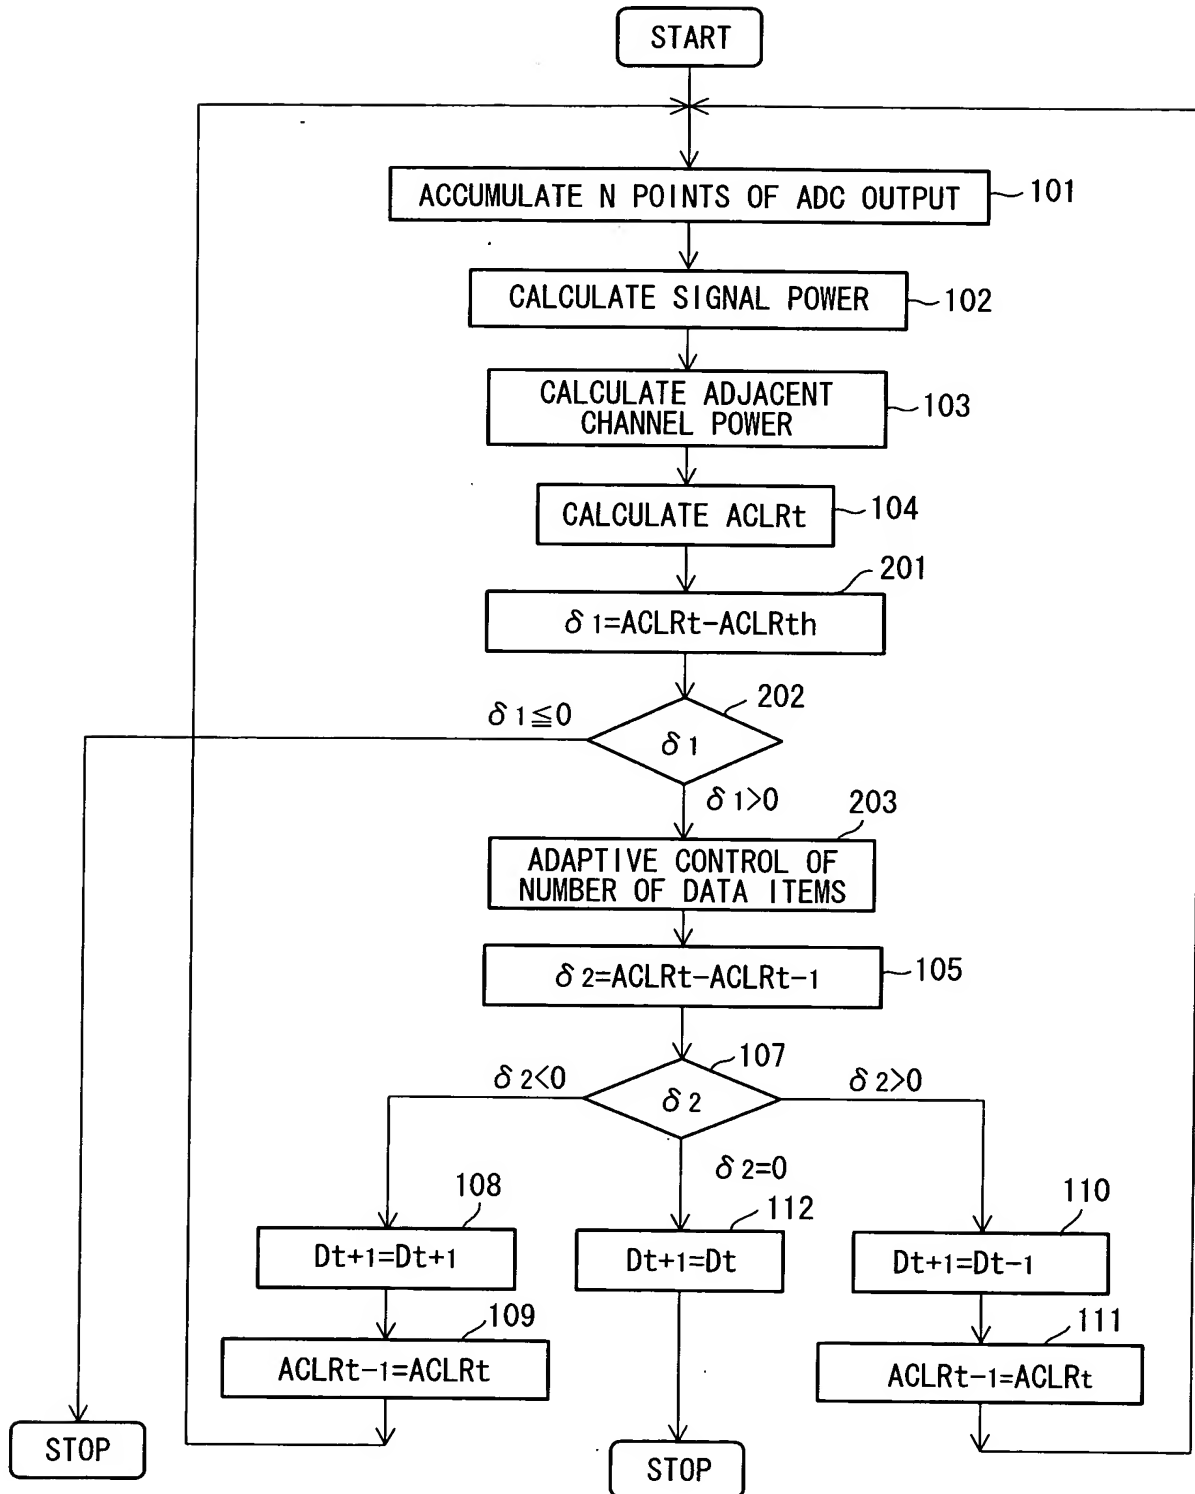 START
ACCUMULATE N POINTS OF ADC OUTPUT 101
CALCULATE SIGNAL POWER 102
CALCULATE ADJACENT
CHANNEL POWER
103
CALCULATE ACLRt 104
201
δ1=ACLRt-ACLRth
202
δ1≦0
δ1
δ1>0
203
ADAPTIVE CONTROL OF
NUMBER OF DATA ITEMS
δ2=ACLRt-ACLRt-1 105
107
δ2<0
δ2>0
δ2
δ2=0
108
112
110
Dt+1=Dt+1
Dt+1=Dt
Dt+1=Dt-1
109
111
ACLRt-1=ACLRt
ACLRt-1=ACLRt
STOP
STOP